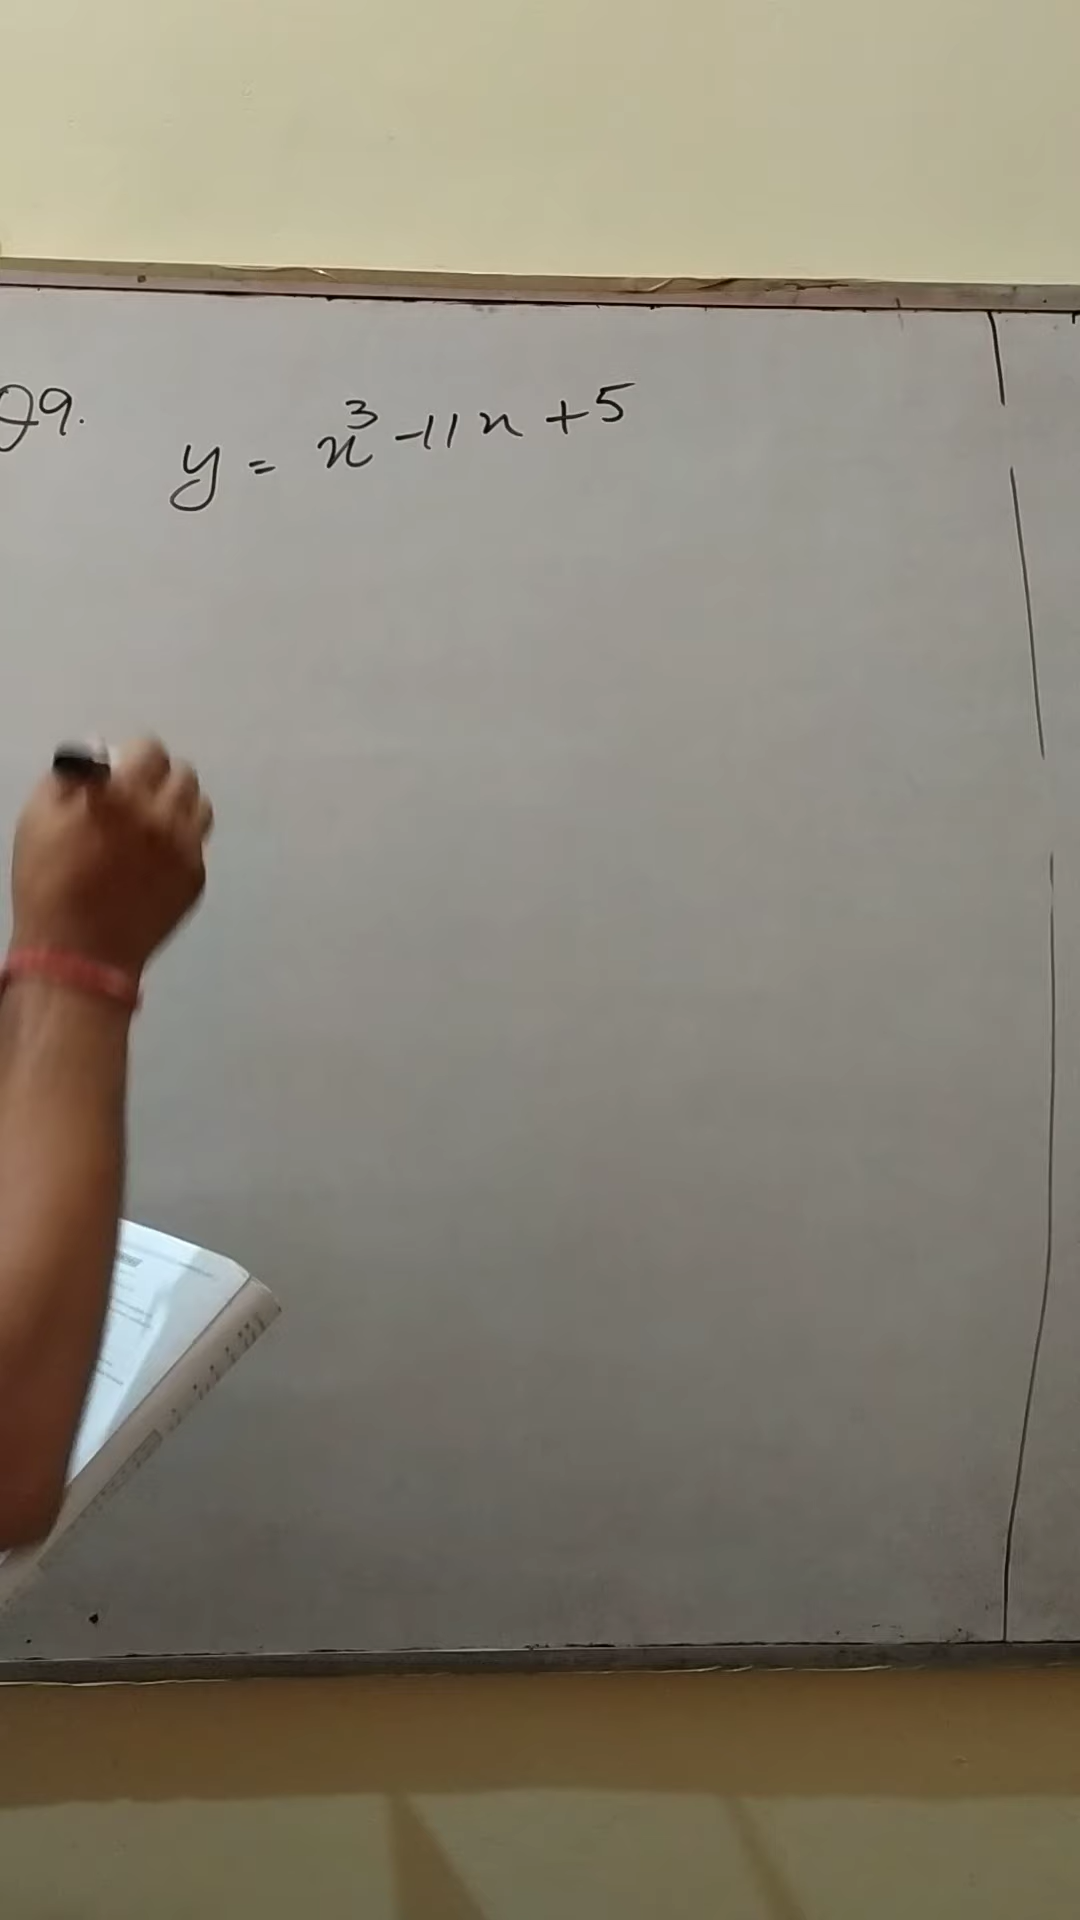 Q9. y = x³ -11x + 5